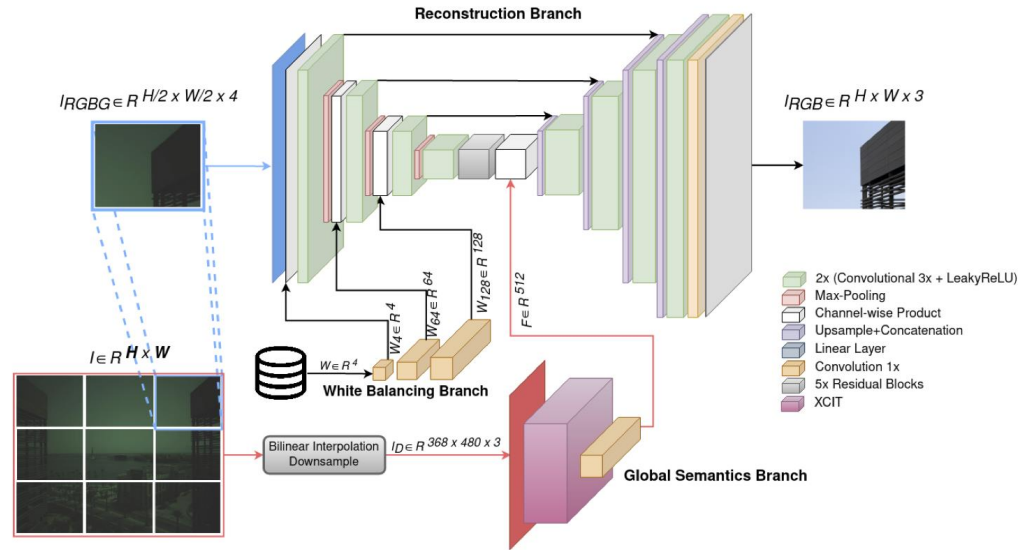 Reconstruction Branch
I_RGBG ∈ R^H/2 x W/2 x 4
I_RGB ∈ R^H x W x 3
2x (Convolutional 3x + LeakyReLU)
Max-Pooling
Channel-wise Product
Upsample+Concatenation
Linear Layer
Convolution 1x
5x Residual Blocks
XCIT
W_4 ∈ R^4
W_64 ∈ R^64
W_128 ∈ R^128
F ∈ R^512
I ∈ R^H x W
W ∈ R^4
White Balancing Branch
Bilinear Interpolation
Downsample
I_D ∈ R^368 x 480 x 3
Global Semantics Branch